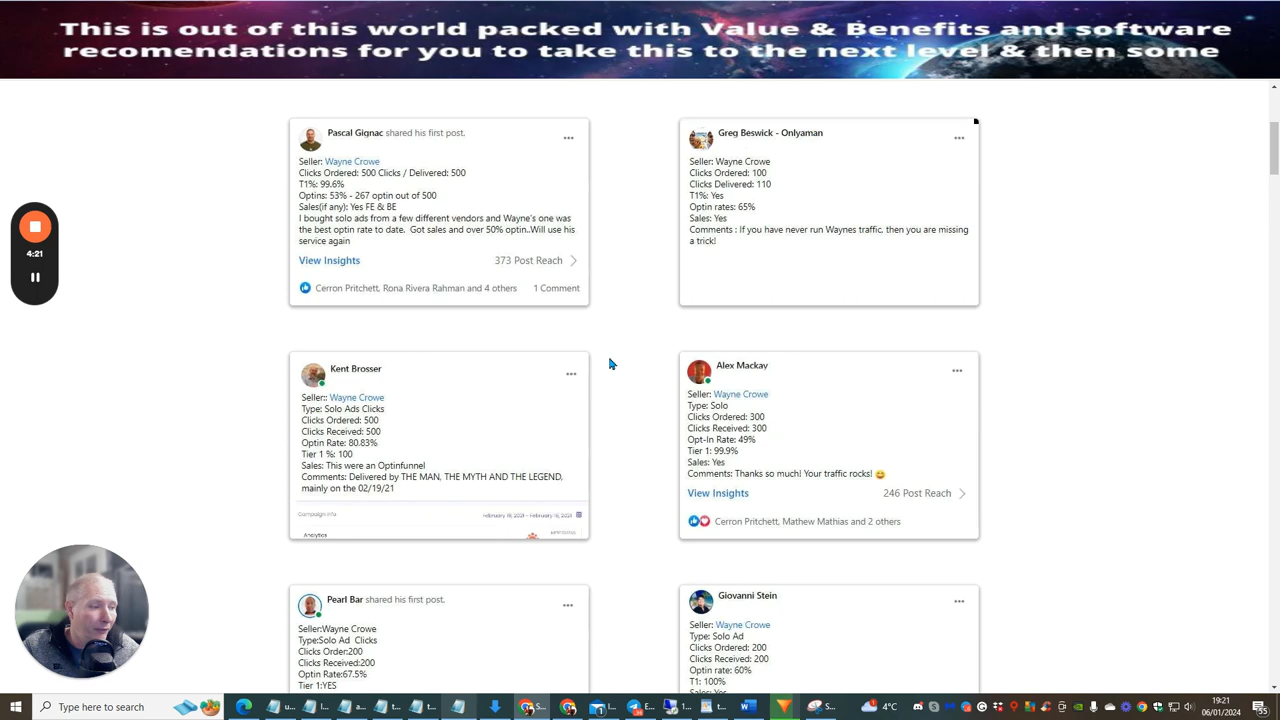 This is out of this world packed with Value & Benefits and software
recomendations for you to take this to the next level & then some
Pascal Gignac shared his first post.
Seller: Wayne Crowe
Clicks Ordered: 500 Clicks / Delivered: 500
T1%: 99.6%
Optins: 53% - 267 optin out of 500
Sales(if any): Yes FE & BE
I bought solo ads from a few different vendors and Wayne's one was
the best optin rate to date. Got sales and over 50% optin..Will use his
service again
View Insights
373 Post Reach
Cerron Pritchett, Rona Rivera Rahman and 4 others
1 Comment
Greg Beswick - Onlyaman
Seller: Wayne Crowe
Clicks Ordered: 100
Clicks Delivered: 110
T1%: Yes
Optin rates: 65%
Sales: Yes
Comments : If you have never run Waynes traffic, then you are missing
a trick!
4:21
Kent Brosser
Seller:: Wayne Crowe
Type: Solo Ads Clicks
Clicks Ordered: 500
Clicks Received: 500
Optin Rate: 80.83%
Tier 1 %: 100
Sales: This were an Optinfunnel
Comments: Delivered by THE MAN, THE MYTH AND THE LEGEND,
mainly on the 02/19/21
Campaign info
Analytics
Alex Mackay
Seller: Wayne Crowe
Type: Solo
Clicks Ordered: 300
Clicks Received: 300
Opt-In Rate: 49%
Tier 1: 99.9%
Sales: Yes
Comments: Thanks so much! Your traffic rocks! 😄
View Insights
246 Post Reach
Cerron Pritchett, Mathew Mathias and 2 others
Pearl Bar shared his first post.
Seller:Wayne Crowe
Type:Solo Ad Clicks
Clicks Order:200
Clicks Received:200
Optin Rate:67.5%
Tier 1:YES
Giovanni Stein
Seller: Wayne Crowe
Type: Solo Ad
Clicks Ordered: 200
Clicks Received: 200
Optin rate: 60%
T1: 100%
Sales: Yes
Type here to search
4°C
19:21
06/01/2024